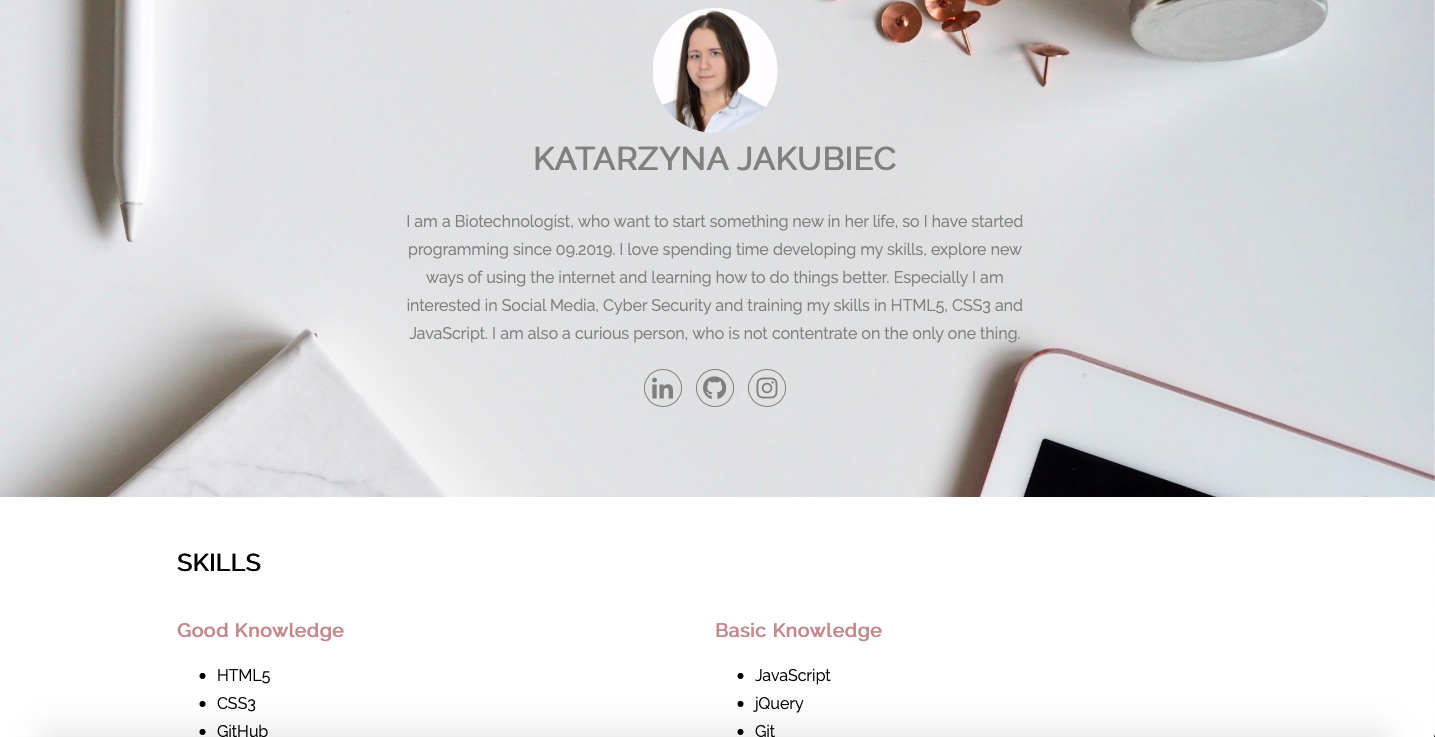 KATARZYNA JAKUBIEC
I am a Biotechnologist, who want to start something new in her life, so I have started
programming since 09.2019. I love spending time developing my skills, explore new
ways of using the internet and learning how to do things better. Especially I am
interested in Social Media, Cyber Security and training my skills in HTML5, CSS3 and
JavaScript. I am also a curious person, who is not contentrate on the only one thing.
in
SKILLS
Good Knowledge
HTML5
CSS3
GitHub
Basic Knowledge
JavaScript
jQuery
Git